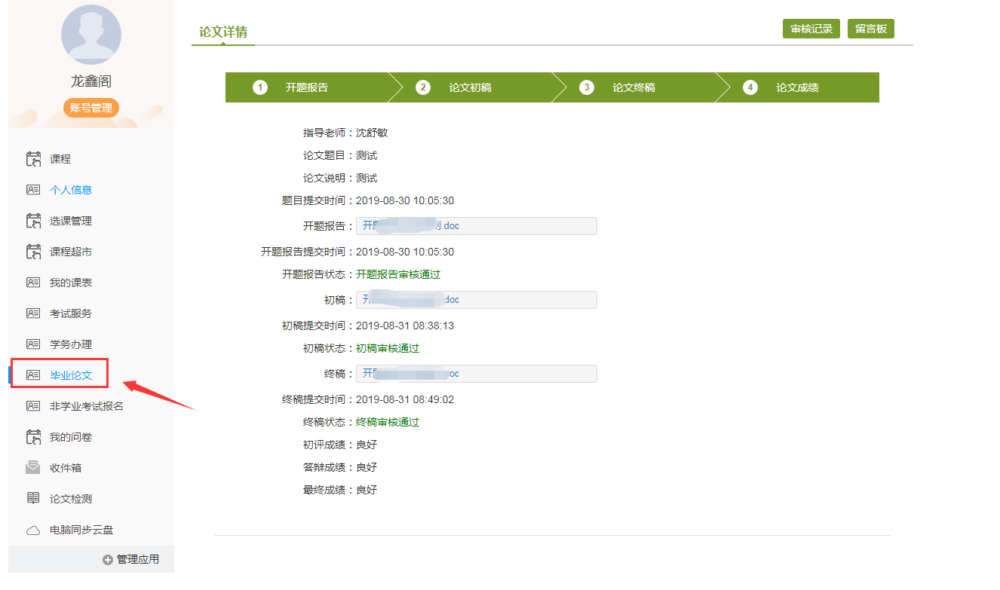 龙鑫阁
账号管理
课程
个人信息
选课管理
课程超市
我的课表
考试服务
学务办理
毕业论文
非学业考试报名
我的问卷
收件箱
论文检测
电脑同步云盘
管理应用
论文详情
审核记录 留言板
1 开题报告 2 论文初稿 3 论文终稿 4 论文成绩
指导老师：沈舒敏
论文题目：测试
论文说明：测试
题目提交时间：2019-08-30 10:05:30
开题报告：开 .doc
开题报告提交时间：2019-08-30 10:05:30
开题报告状态：开题报告审核通过
初稿： doc
初稿提交时间：2019-08-31 08:38:13
初稿状态：初稿审核通过
终稿：开 oc
终稿提交时间：2019-08-31 08:49:02
终稿状态：终稿审核通过
初评成绩：良好
答辩成绩：良好
最终成绩：良好